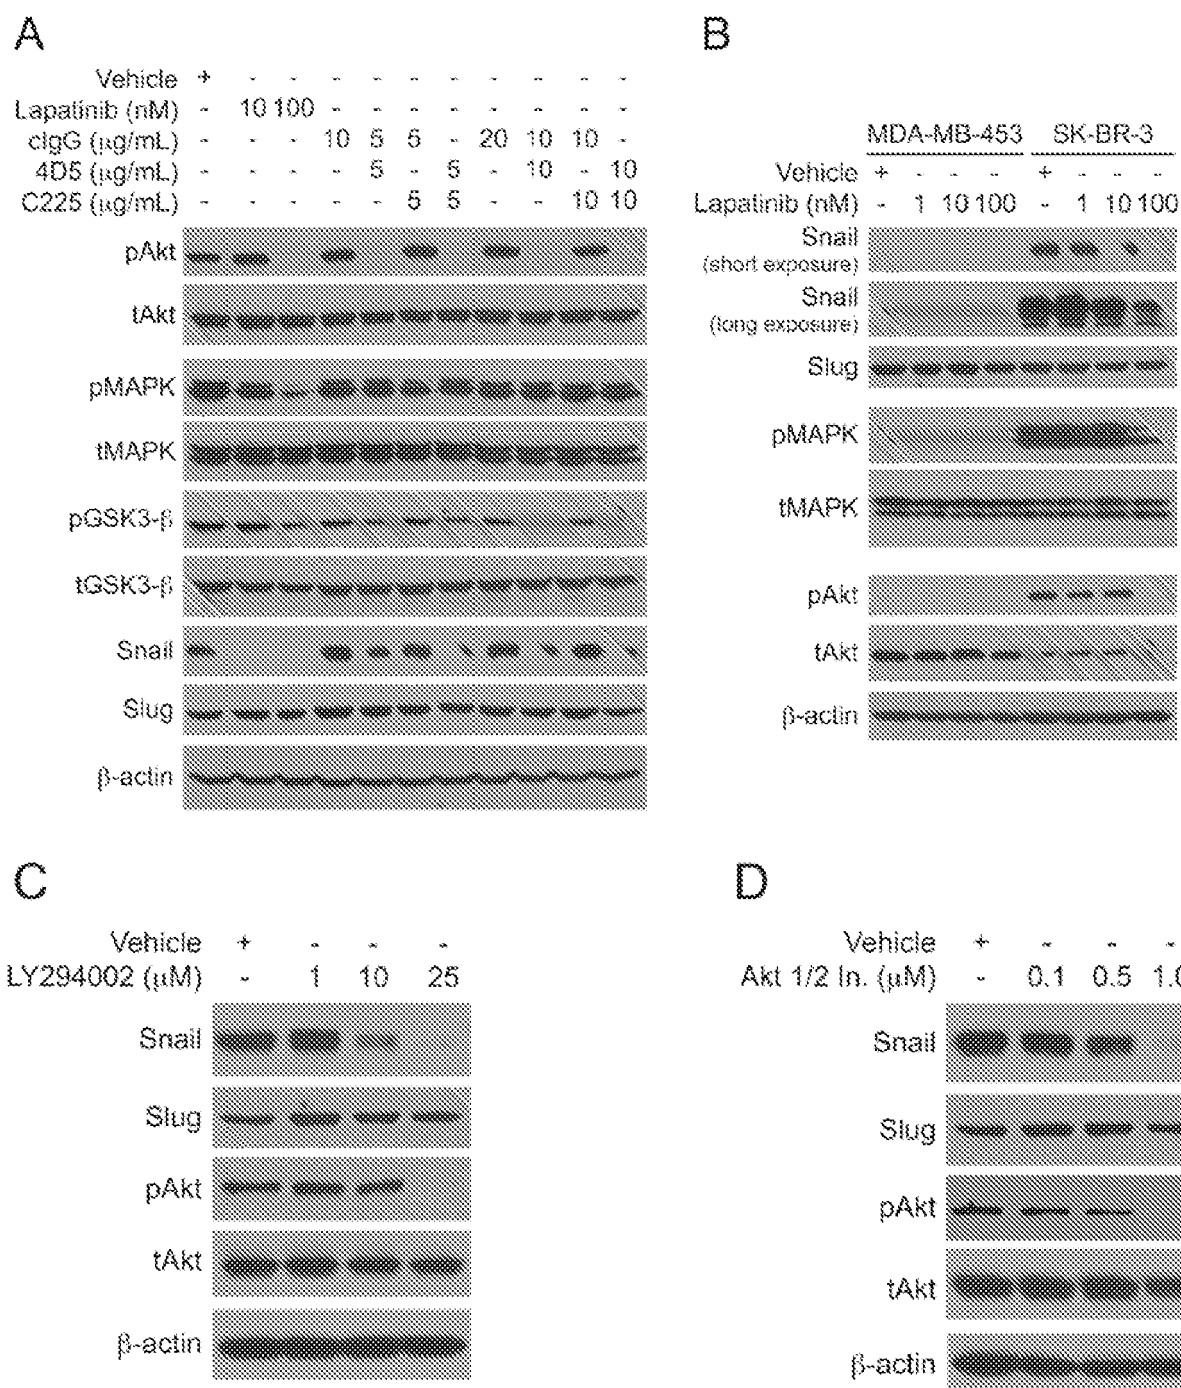 A
Vehicle + - - - - - - - - - -
Lapatinib (nM) - 10 100 - - - - - - - -
cIgG (µg/mL) - - - 10 5 5 - 20 10 10 -
4D5 (µg/mL) - - - - 5 - 5 - 10 - 10
C225 (µg/mL) - - - - - 5 5 - - 10 10
pAkt
tAkt
pMAPK
tMAPK
pGSK3-β
tGSK3-β
Snail
Slug
β-actin
B
MDA-MB-453 SK-BR-3
Vehicle + - - - + - - -
Lapatinib (nM) - 1 10 100 - 1 10 100
Snail
(short exposure)
Snail
(long exposure)
Slug
pMAPK
tMAPK
pAkt
tAkt
β-actin
C
Vehicle + - - -
LY294002 (µM) - 1 10 25
Snail
Slug
pAkt
tAkt
β-actin
D
Vehicle + - - -
Akt 1/2 In. (µM) - 0.1 0.5 1.0
Snail
Slug
pAkt
tAkt
β-actin